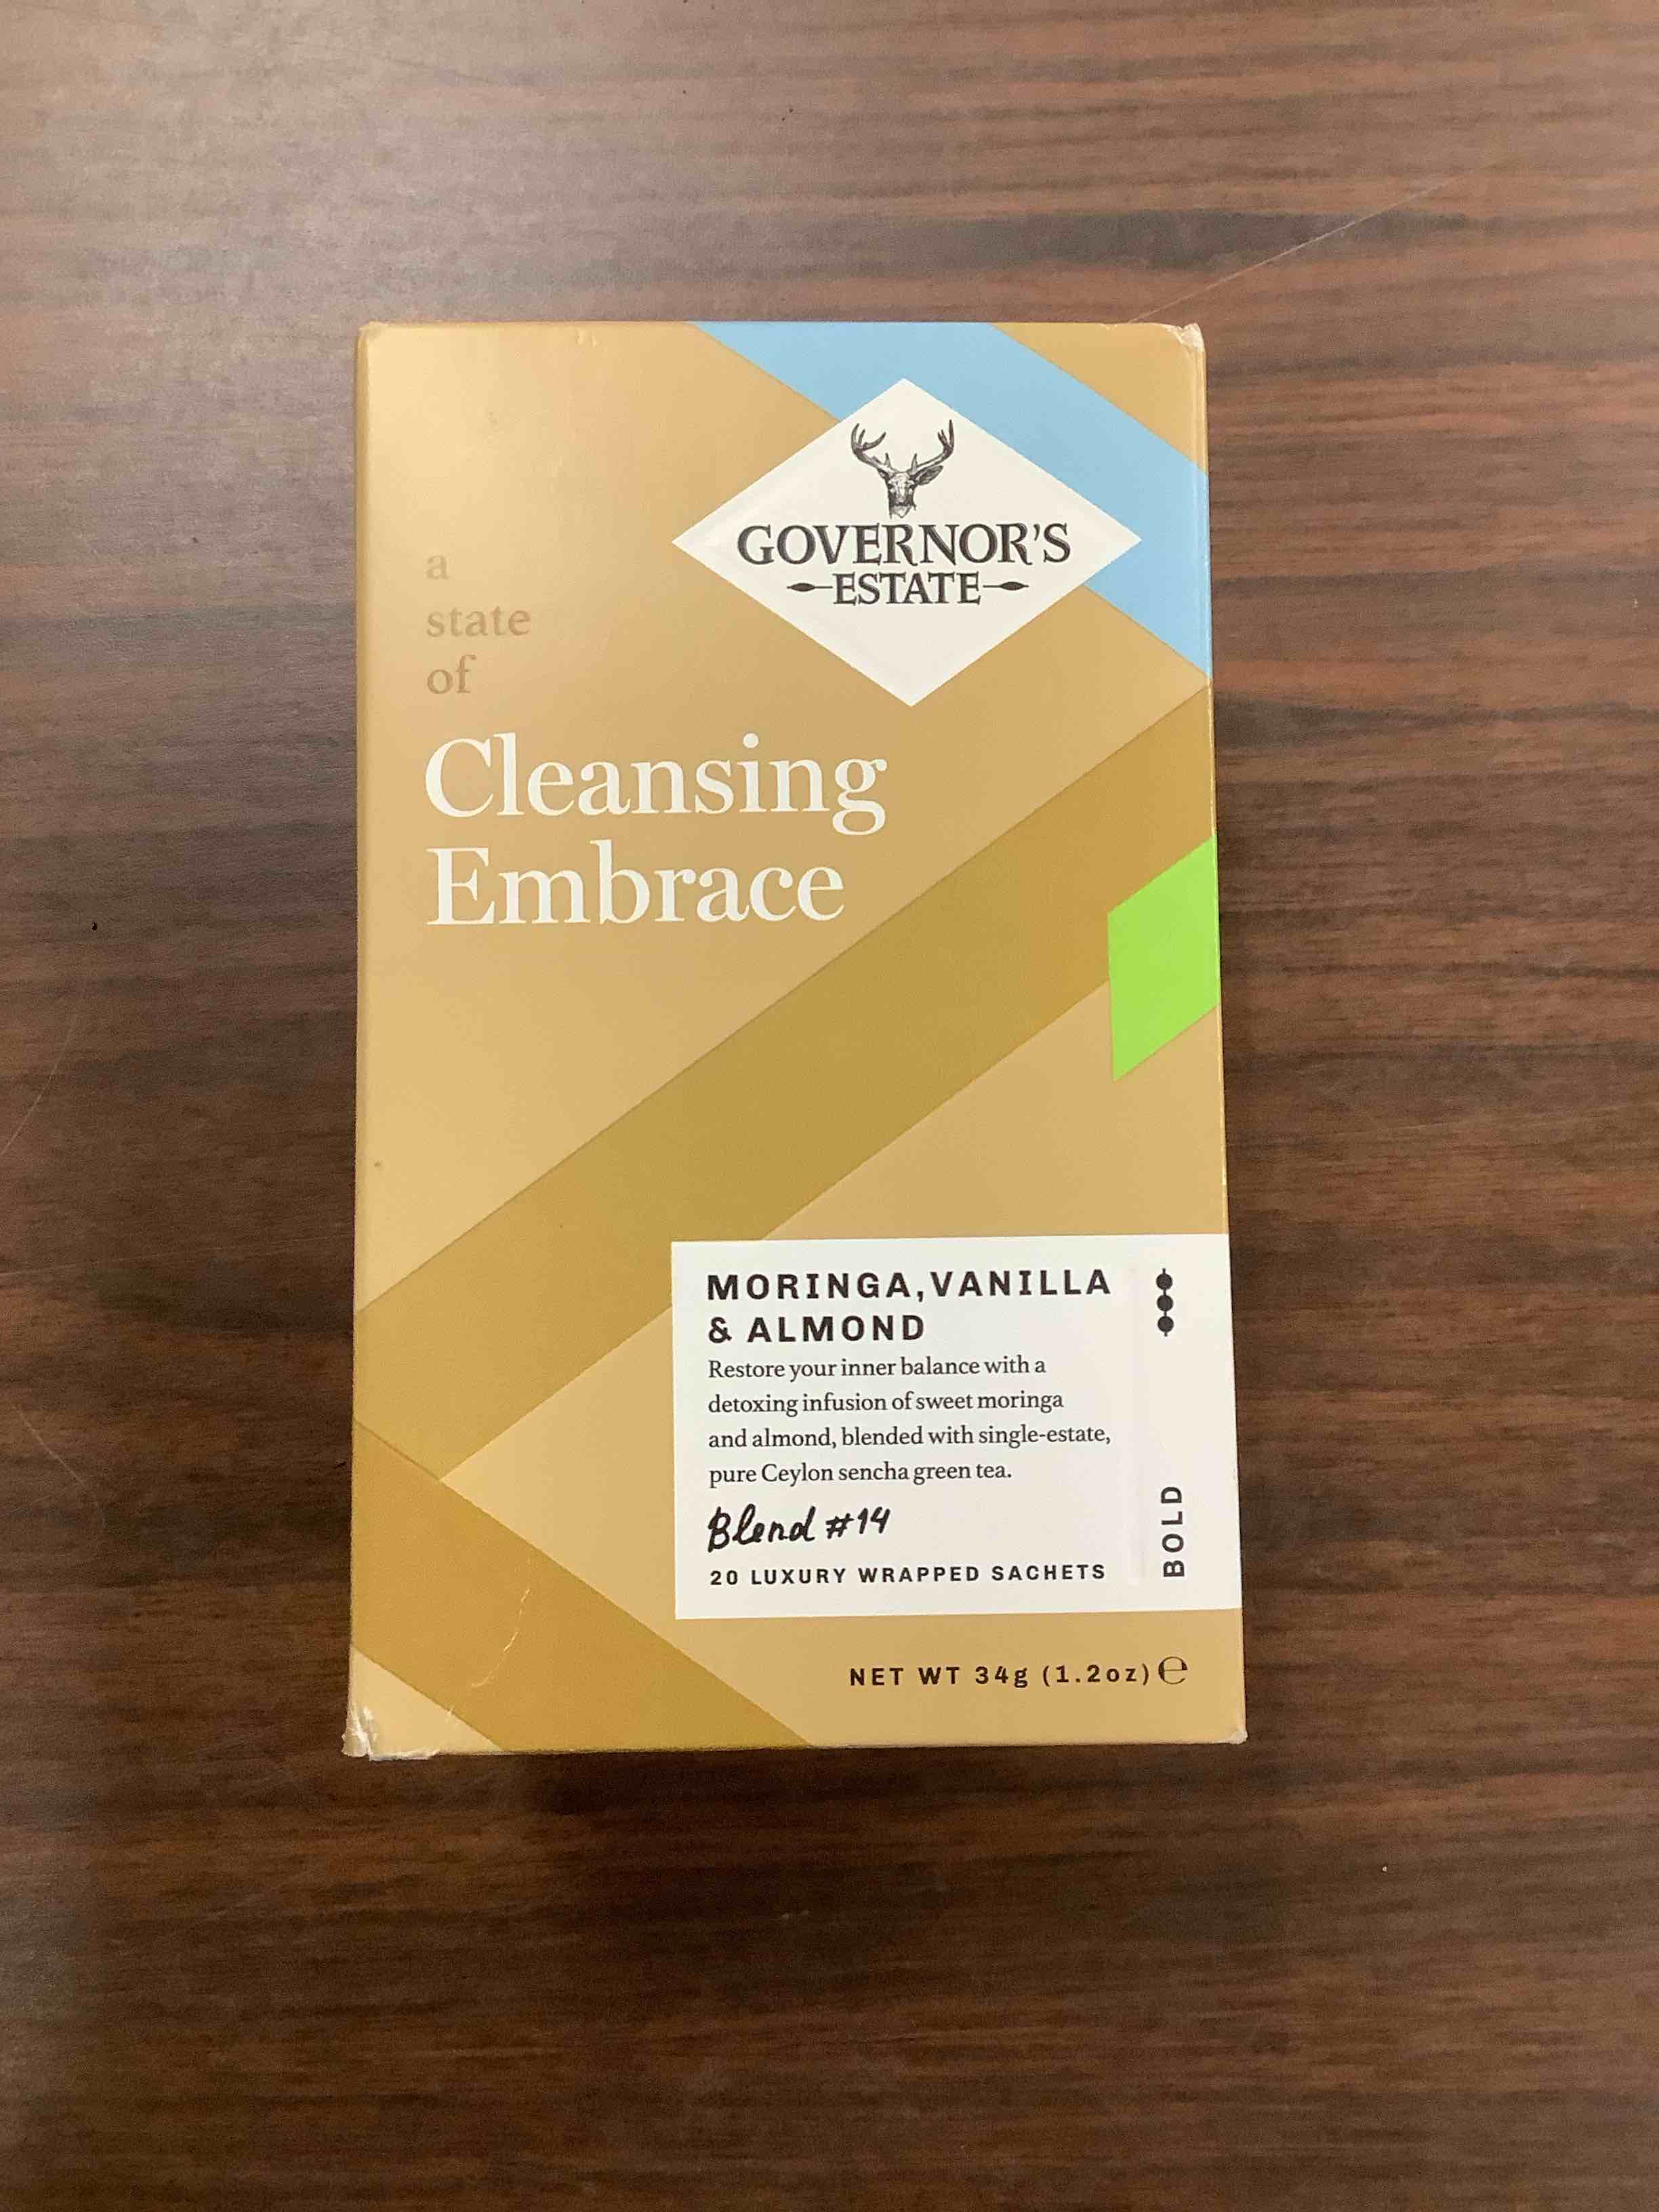 GOVERNOR'S
ESTATE
a
state
of
Cleansing
Embrace
MORINGA, VANILLA
& ALMOND
Restore your inner balance with a
detoxing infusion of sweet moringa
and almond, blended with single-estate,
pure Ceylon sencha green tea.
Blend #14
20 LUXURY WRAPPED SACHETS
BOLD
NET WT 34g (1.2oz) ℮